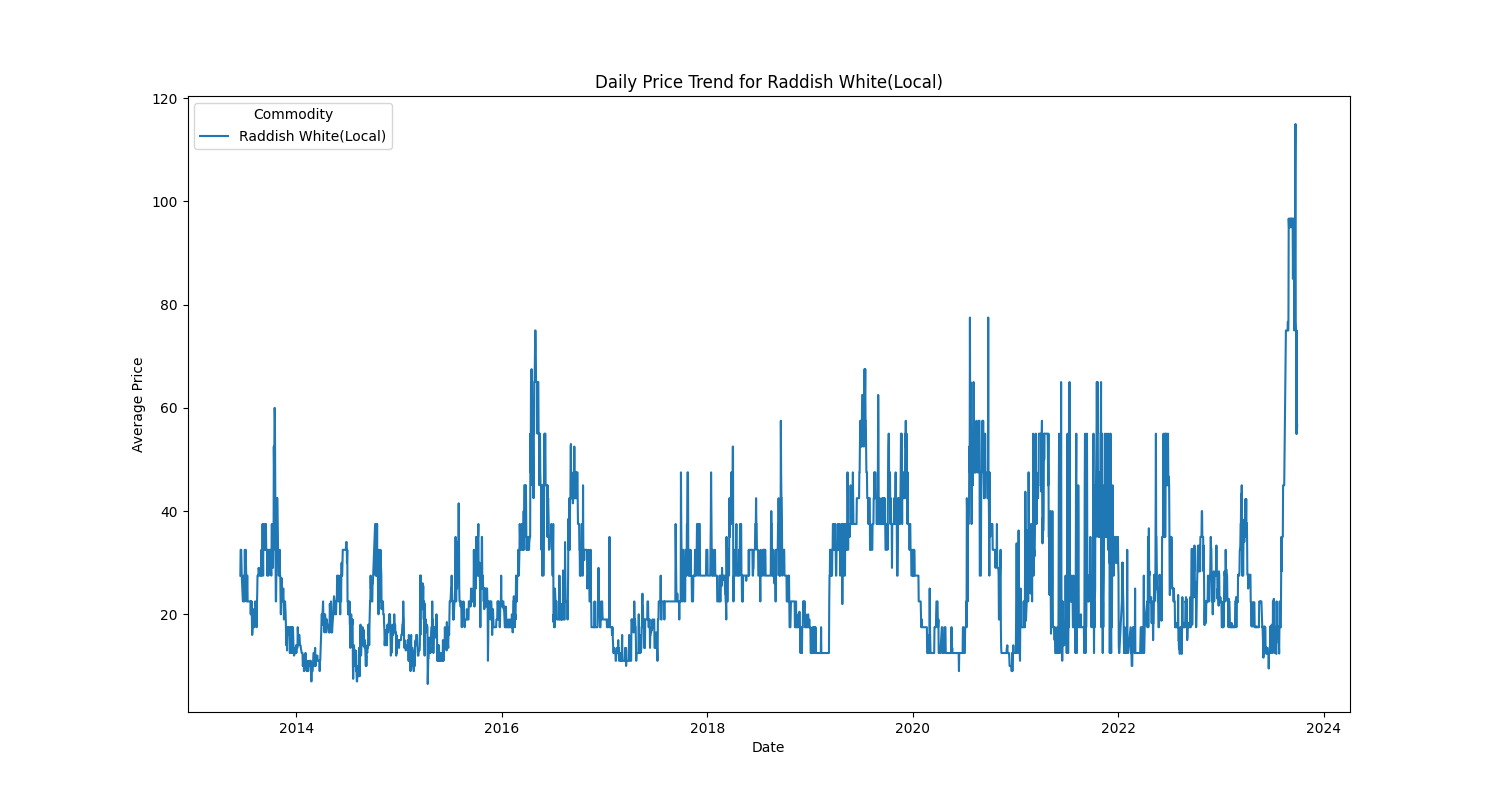 Daily Price Trend for Raddish White(Local)
Commodity
Raddish White(Local)
120
100
80
60
40
20
Average Price
2014 2016 2018 2020 2022 2024
Date